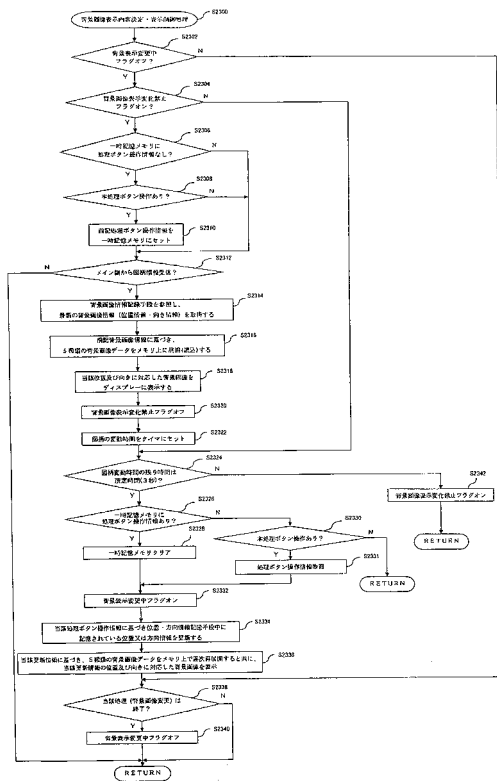 S2300
背景画像表示内容決定・表示制御処理
S2302
背景表示変更中
フラグオフ？
N
Y
S2304
背景画像表示変化禁止
フラグオン？
N
Y
S2306
一時記憶メモリに
処理ボタン操作情報なし？
N
Y
S2308
未処理ボタン操作あり？
N
Y
S2310
前記処理ボタン操作情報を
一時記憶メモリにセット
S2312
メイン側から図柄情報受信？
N
Y
S2314
背景画像情報記憶手段を参照し、
最新の背景画像情報（位置情報・向き情報）を取得する
S2316
前記背景画像情報に基づき、
5種類の背景画像データをメモリ上に展開(読込)する
S2318
当該位置及び向きに対応した背景画像を
ディスプレーに表示する
S2320
背景画像表示変化禁止フラグオフ
S2322
図柄の変動時間をタイマにセット
S2324
図柄変動時間の残り時間は
所定時間(3秒)？
N
Y
S2342
背景画像表示変化禁止フラグオン
RETURN
S2326
一時記憶メモリに
処理ボタン操作情報あり？
N
Y
S2328
一時記憶メモリクリア
S2330
未処理ボタン操作あり？
N
Y
S2331
処理ボタン操作情報取得
RETURN
S2332
背景表示変更中フラグオン
S2334
当該処理ボタン操作情報に基づき位置・方向情報記憶手段中に
記憶されている位置又は方向情報を更新する
S2336
当該更新情報に基づき、5種類の背景画像データをメモリ上で逐次再展開すると共に、
当該更新情報の位置及び向きに対応した背景画像を表示
S2338
当該処理（背景画像変更）は
終了？
N
Y
S2340
背景表示変更中フラグオフ
RETURN